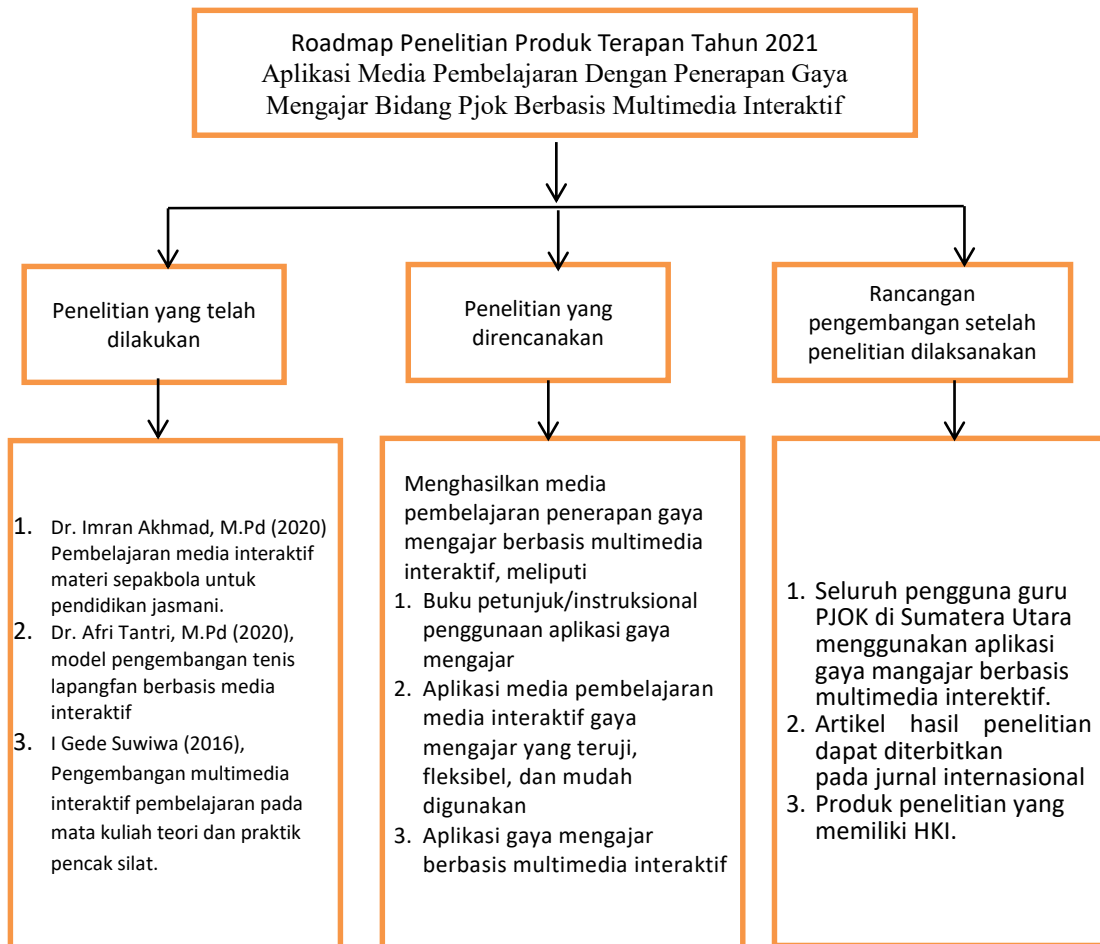 Roadmap Penelitian Produk Terapan Tahun 2021
Aplikasi Media Pembelajaran Dengan Penerapan Gaya
Mengajar Bidang Pjok Berbasis Multimedia Interaktif
Penelitian yang telah
dilakukan
Penelitian yang
direncanakan
Rancangan
pengembangan setelah
penelitian dilaksanakan
1. Dr. Imran Akhmad, M.Pd (2020)
Pembelajaran media interaktif
materi sepakbola untuk
pendidikan jasmani.
2. Dr. Afri Tantri, M.Pd (2020),
model pengembangan tenis
lapangfan berbasis media
interaktif
3. I Gede Suwiwa (2016),
Pengembangan multimedia
interaktif pembelajaran pada
mata kuliah teori dan praktik
pencak silat.
Menghasilkan media
pembelajaran penerapan gaya
mengajar berbasis multimedia
interaktif, meliputi
1. Buku petunjuk/instruksional
penggunaan aplikasi gaya
mengajar
2. Aplikasi media pembelajaran
media interaktif gaya
mengajar yang teruji,
fleksibel, dan mudah
digunakan
3. Aplikasi gaya mengajar
berbasis multimedia interaktif
1. Seluruh pengguna guru
PJOK di Sumatera Utara
menggunakan aplikasi
gaya mangajar berbasis
multimedia interektif.
2. Artikel hasil penelitian
dapat diterbitkan
pada jurnal internasional
3. Produk penelitian yang
memiliki HKI.